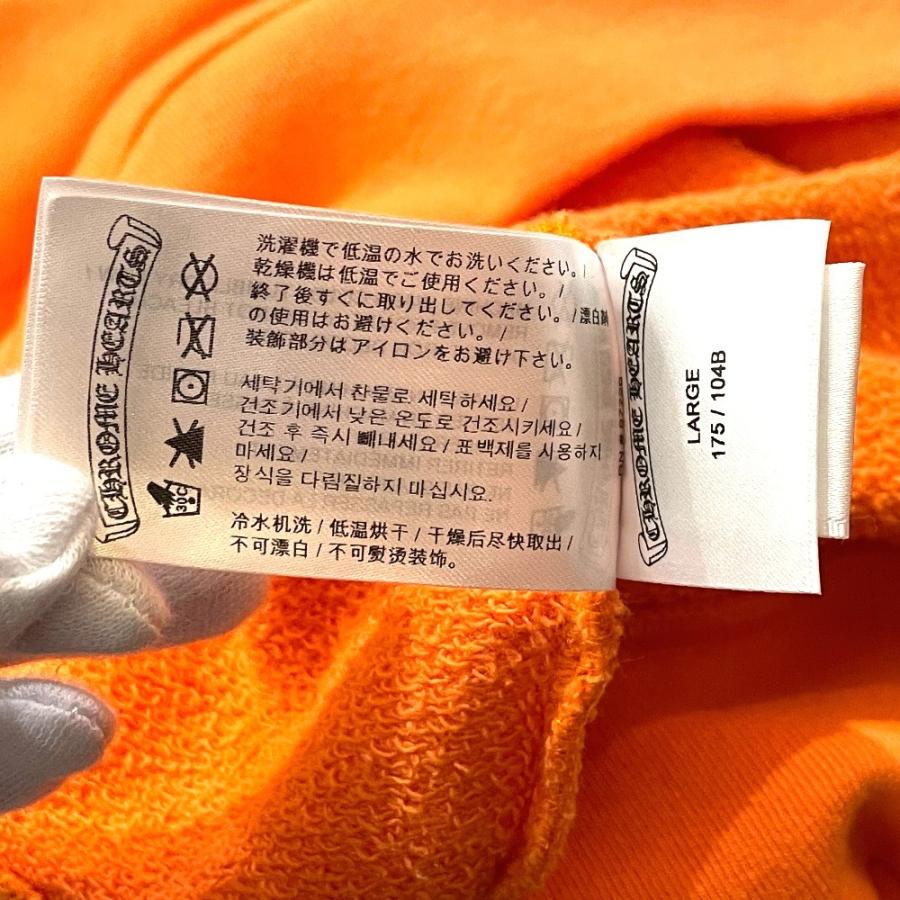 CHROME HEARTS
洗濯機で低温の水でお洗いください。/
乾燥機は低温でご使用ください。/
終了後すぐに取り出してください。/漂白剤
の使用はお避けください。/
装飾部分はアイロンをお避け下さい。
세탁기에서 찬물로 세탁하세요/
건조기에서 낮은 온도로 건조시키세요/
건조 후 즉시 빼내세요/표백제를 사용하지
마세요/
장식을 다림질하지 마십시요.
冷水机洗/低温烘干/干燥后尽快取出/
不可漂白/不可熨烫装饰。
30C
CHROME HEARTS
LARGE
175 / 104B